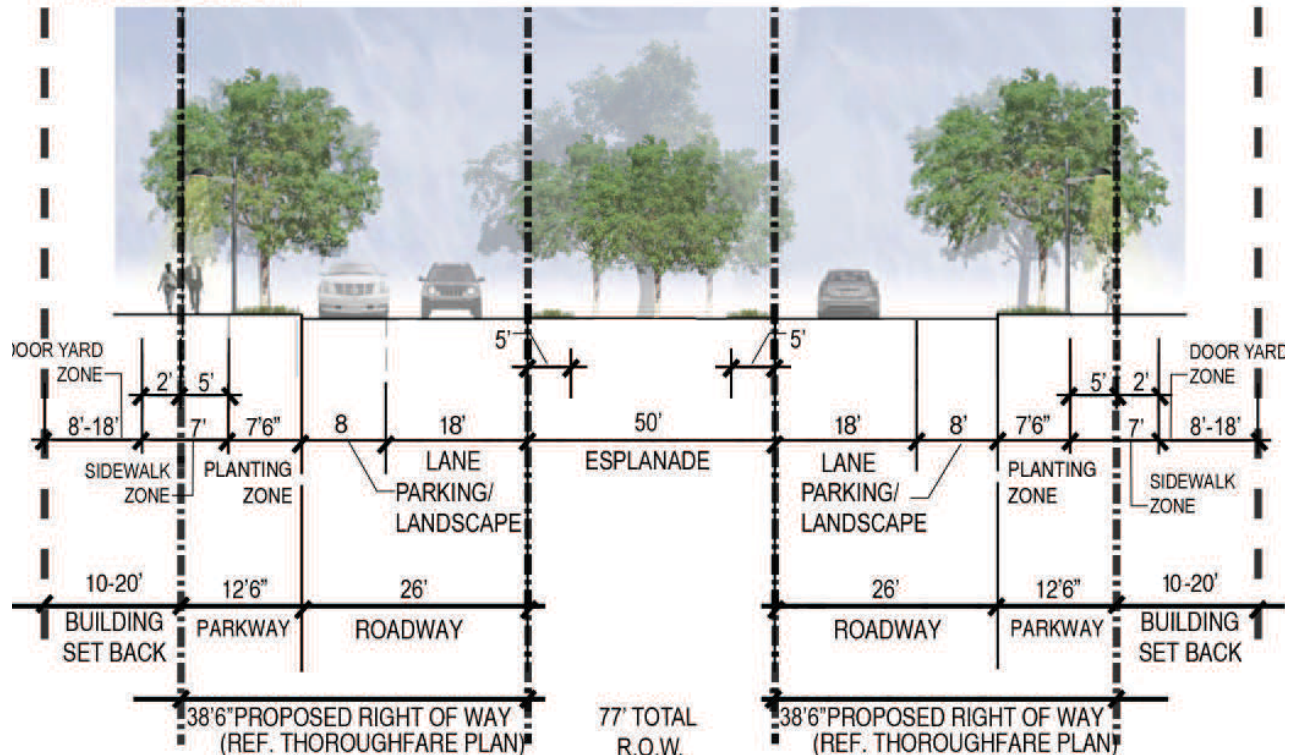 5’ 5’
DOOR YARD ZONE 2’ 5’ 5’ 2’ DOOR YARD ZONE
8’-18’ 7’ 7’6” 8 18’ 50’ 18’ 8’ 7’6” 7’ 8’-18’
SIDEWALK ZONE PLANTING ZONE LANE ESPLANADE LANE PLANTING ZONE SIDEWALK ZONE
PARKING/ PARKING/
LANDSCAPE LANDSCAPE
10-20’ 12’6” 26’ 26’ 12’6” 10-20’
BUILDING PARKWAY ROADWAY ROADWAY PARKWAY BUILDING
SET BACK SET BACK
38’6”PROPOSED RIGHT OF WAY 77’ TOTAL 38’6”PROPOSED RIGHT OF WAY
(REF. THOROUGHFARE PLAN) R.O.W. (REF. THOROUGHFARE PLAN)